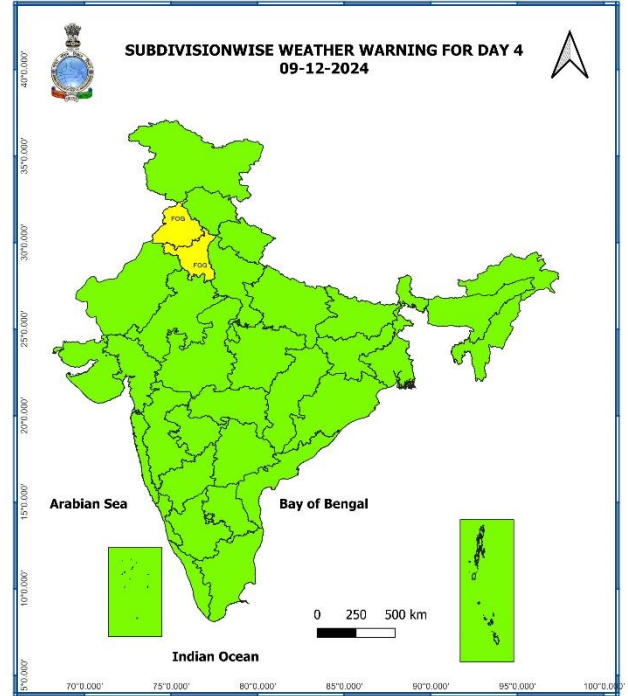 SUBDIVISIONWISE WEATHER WARNING FOR DAY 4
09-12-2024
40°0.000'
35°0.000'
FOG
30°0.000'
FOG
25°0.000'
20°0.000'
15°0.000'
Arabian Sea
Bay of Bengal
10°0.000'
0 250 500 km
Indian Ocean
5°0.000'
70°0.000' 75°0.000' 80°0.000' 85°0.000' 90°0.000' 95°0.000' 100°0.000'